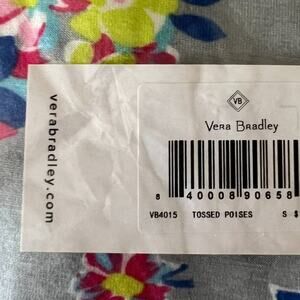 verabradley.com
VB
Vera Bradley
8 40008 90658
VB4015 TOSSED POISES S $